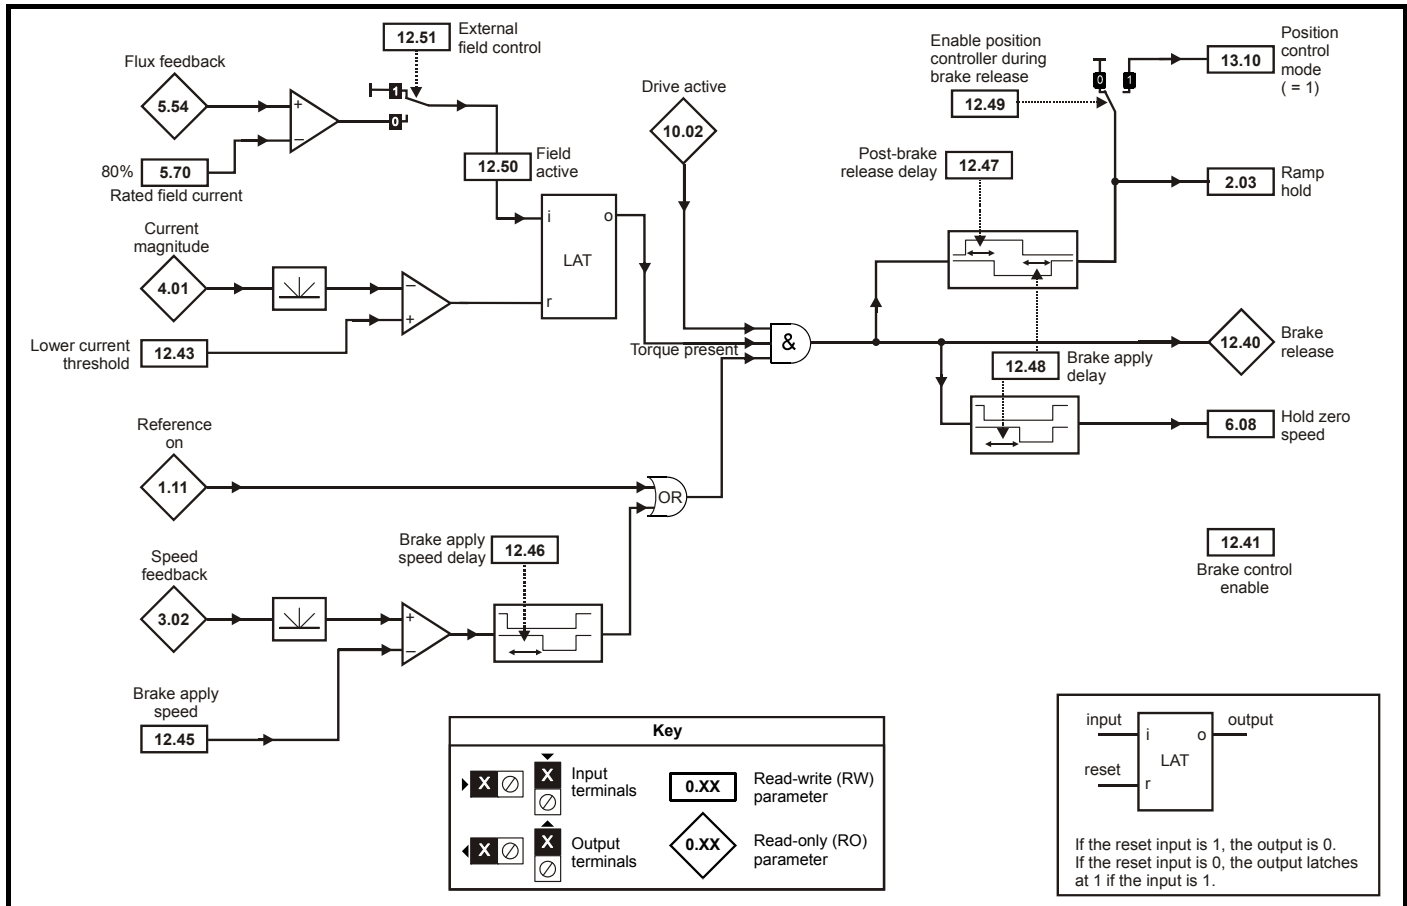 12.51
External
field control
Flux feedback
5.54
+
−
1
0
80%
5.70
Rated field current
12.50
Field
active
Drive active
10.02
Enable position
controller during
brake release
12.49
0
1
13.10
Position
control
mode
( = 1)
Post-brake
release delay
12.47
2.03
Ramp
hold
Current
magnitude
4.01
−
+
i
o
LAT
r
Lower current
threshold
12.43
Torque present
&
12.40
Brake
release
12.48
Brake apply
delay
6.08
Hold zero
speed
Reference
on
1.11
OR
Brake apply
speed delay
12.46
Speed
feedback
3.02
+
−
Brake apply
speed
12.45
12.41
Brake control
enable
Key
X
X
Input
terminals
0.XX
Read-write (RW)
parameter
X
X
Output
terminals
0.XX
Read-only (RO)
parameter
input
output
i
o
LAT
reset
r
If the reset input is 1, the output is 0.
If the reset input is 0, the output latches
at 1 if the input is 1.